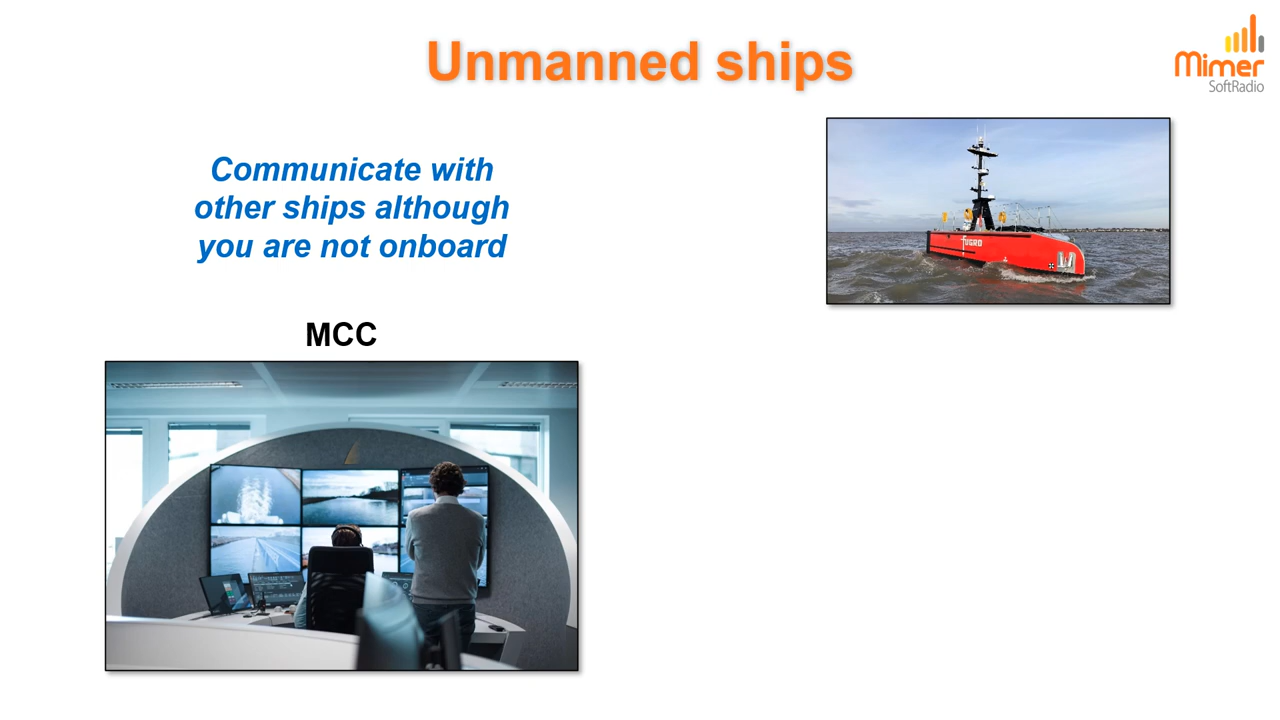 Unmanned ships
mimer
SoftRadio
Communicate with
other ships although
you are not onboard
FUGRO
MCC